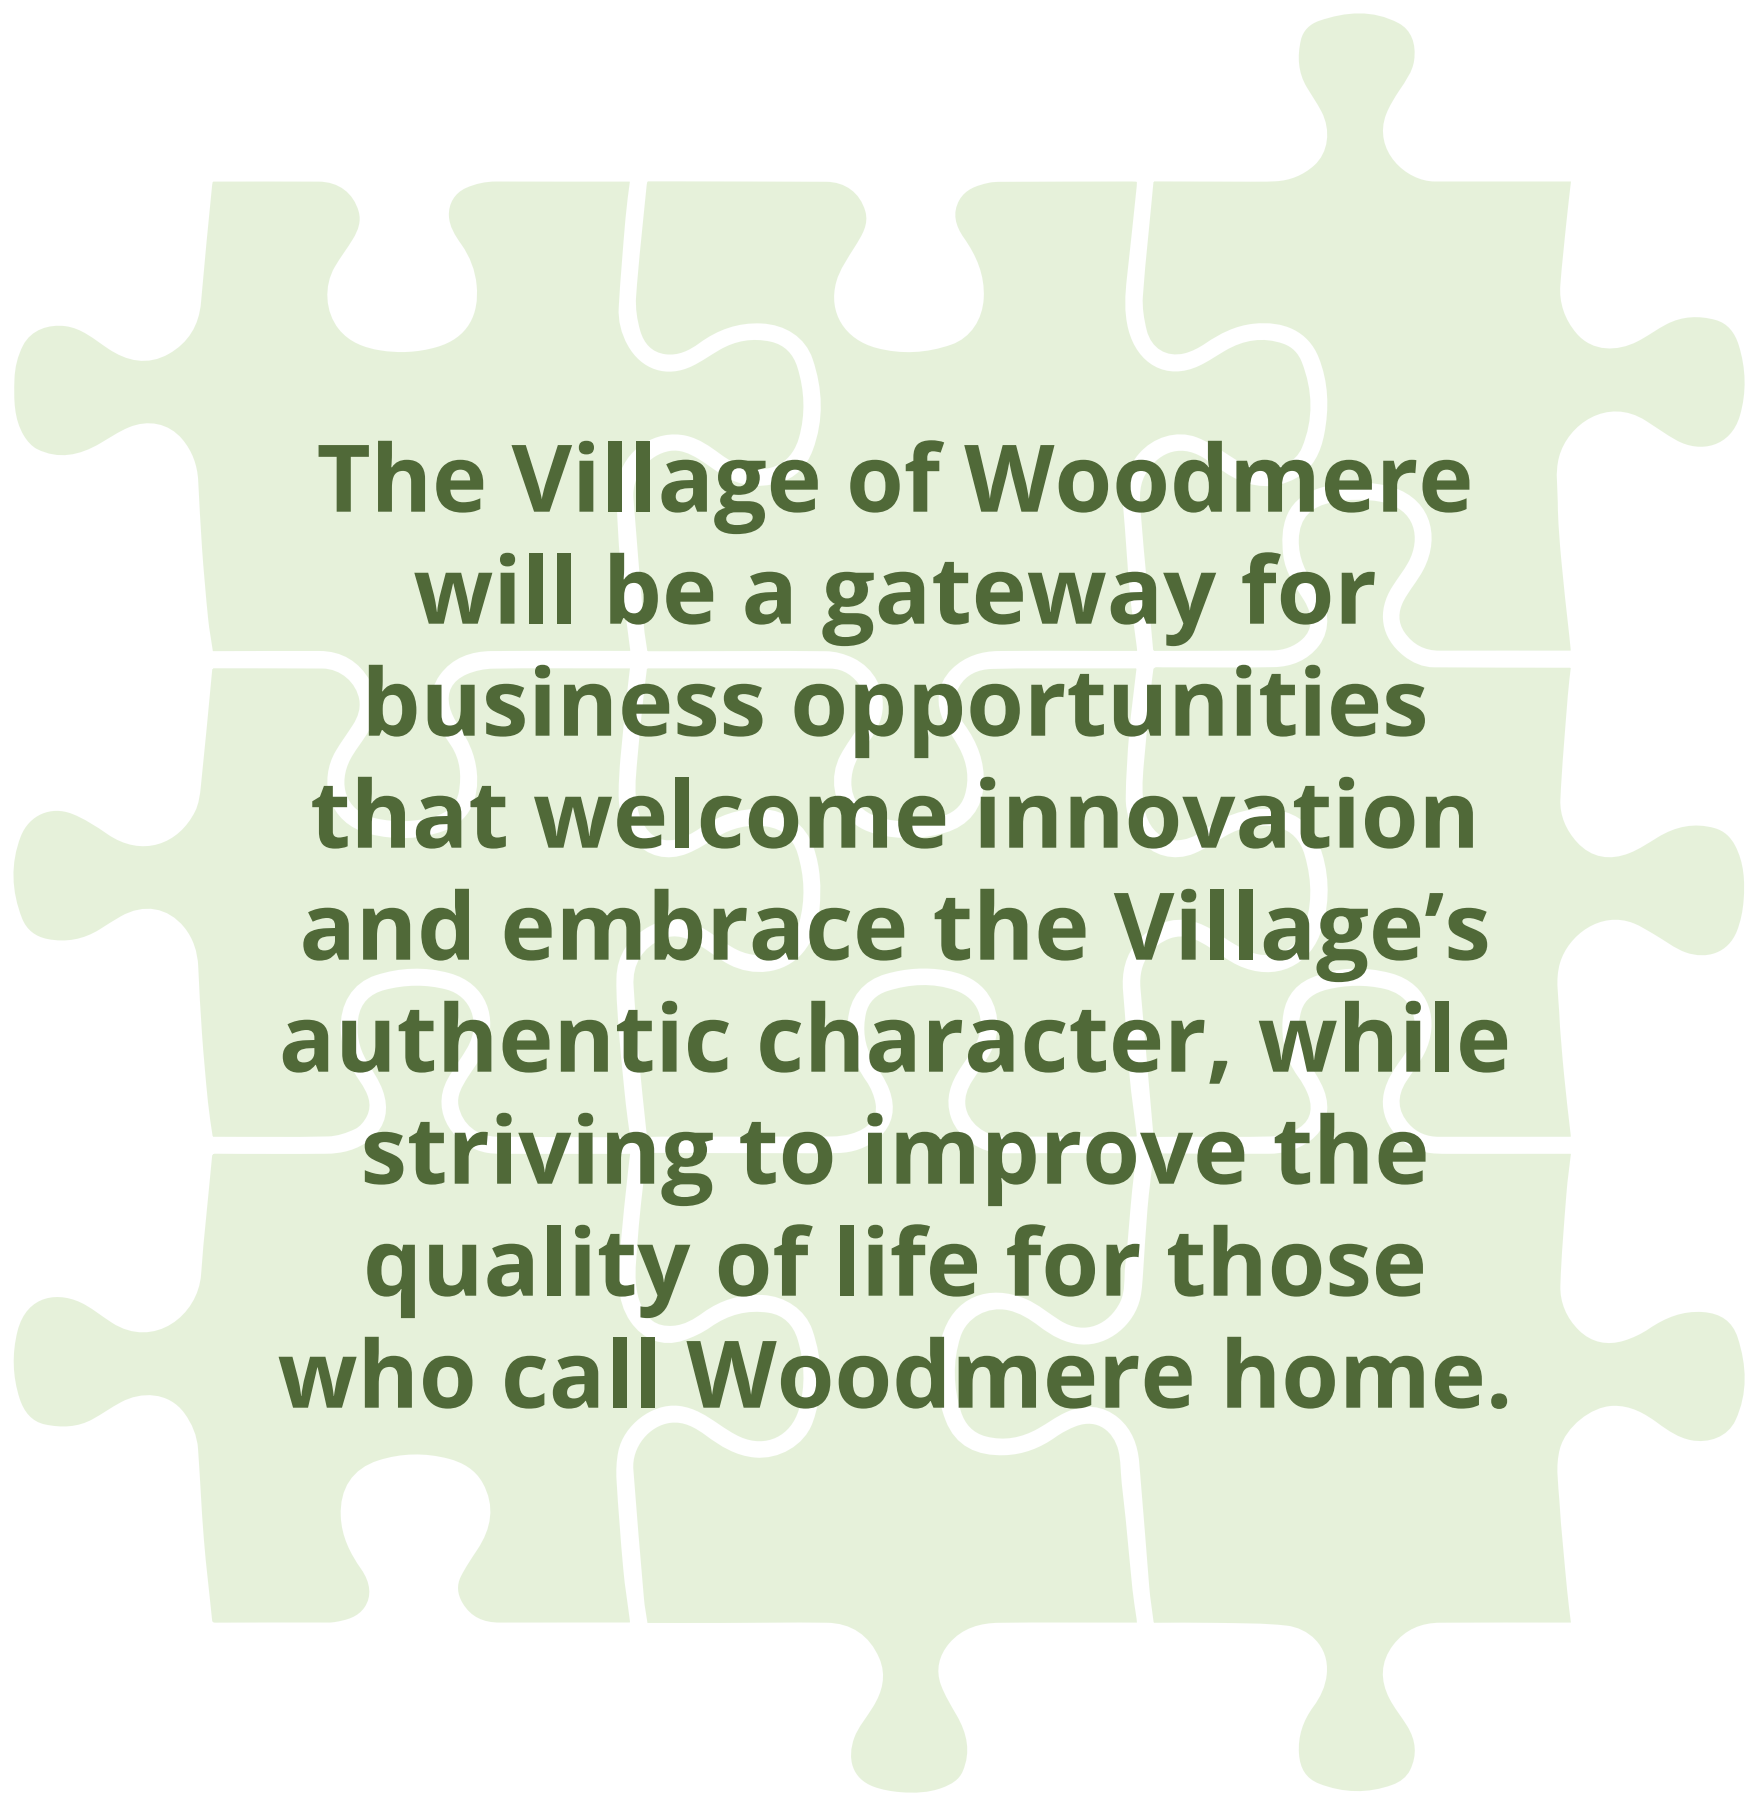 The Village of Woodmere
will be a gateway for
business opportunities
that welcome innovation
and embrace the Village’s
authentic character, while
striving to improve the
quality of life for those
who call Woodmere home.